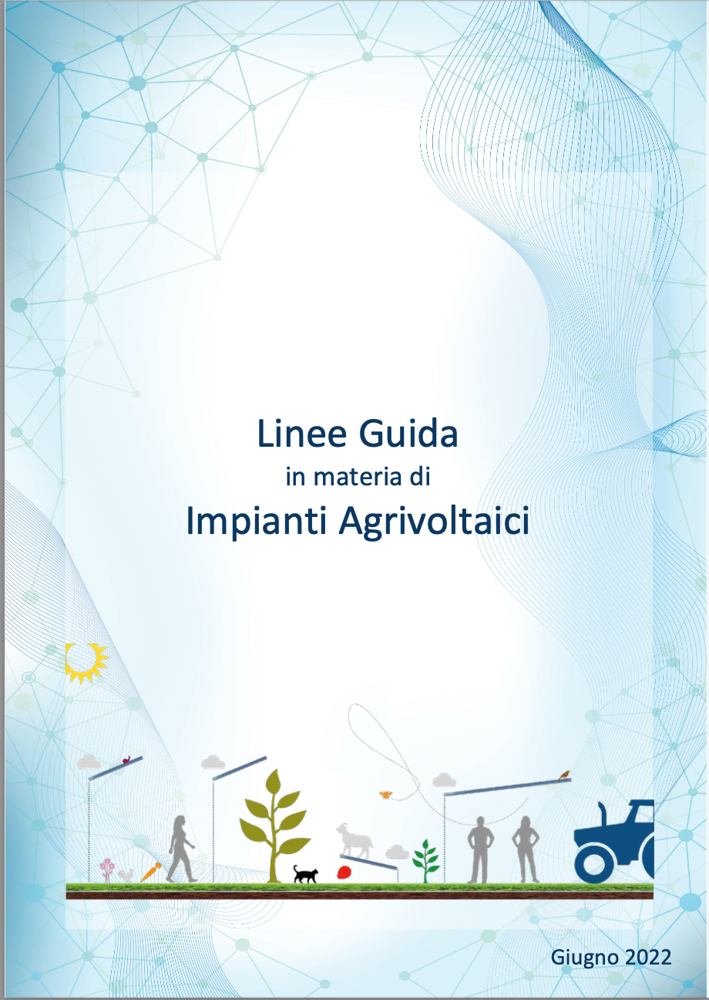 Linee Guida
in materia di
Impianti Agrivoltaici
Giugno 2022